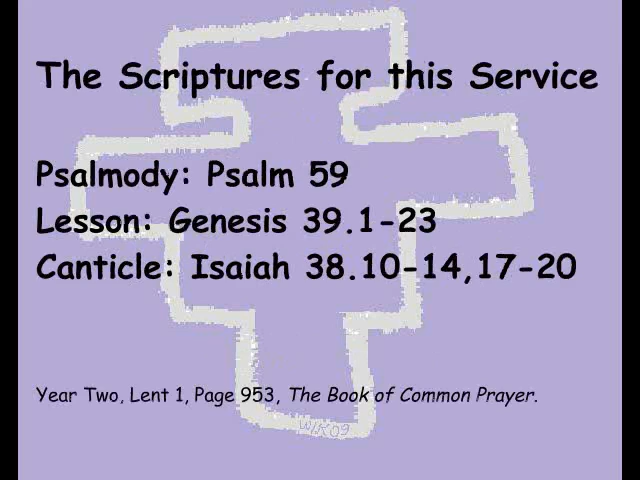 The Scriptures for this Service
Psalmody: Psalm 59
Lesson: Genesis 39.1-23
Canticle: Isaiah 38.10-14,17-20
Year Two, Lent 1, Page 953, The Book of Common Prayer.
WLK09